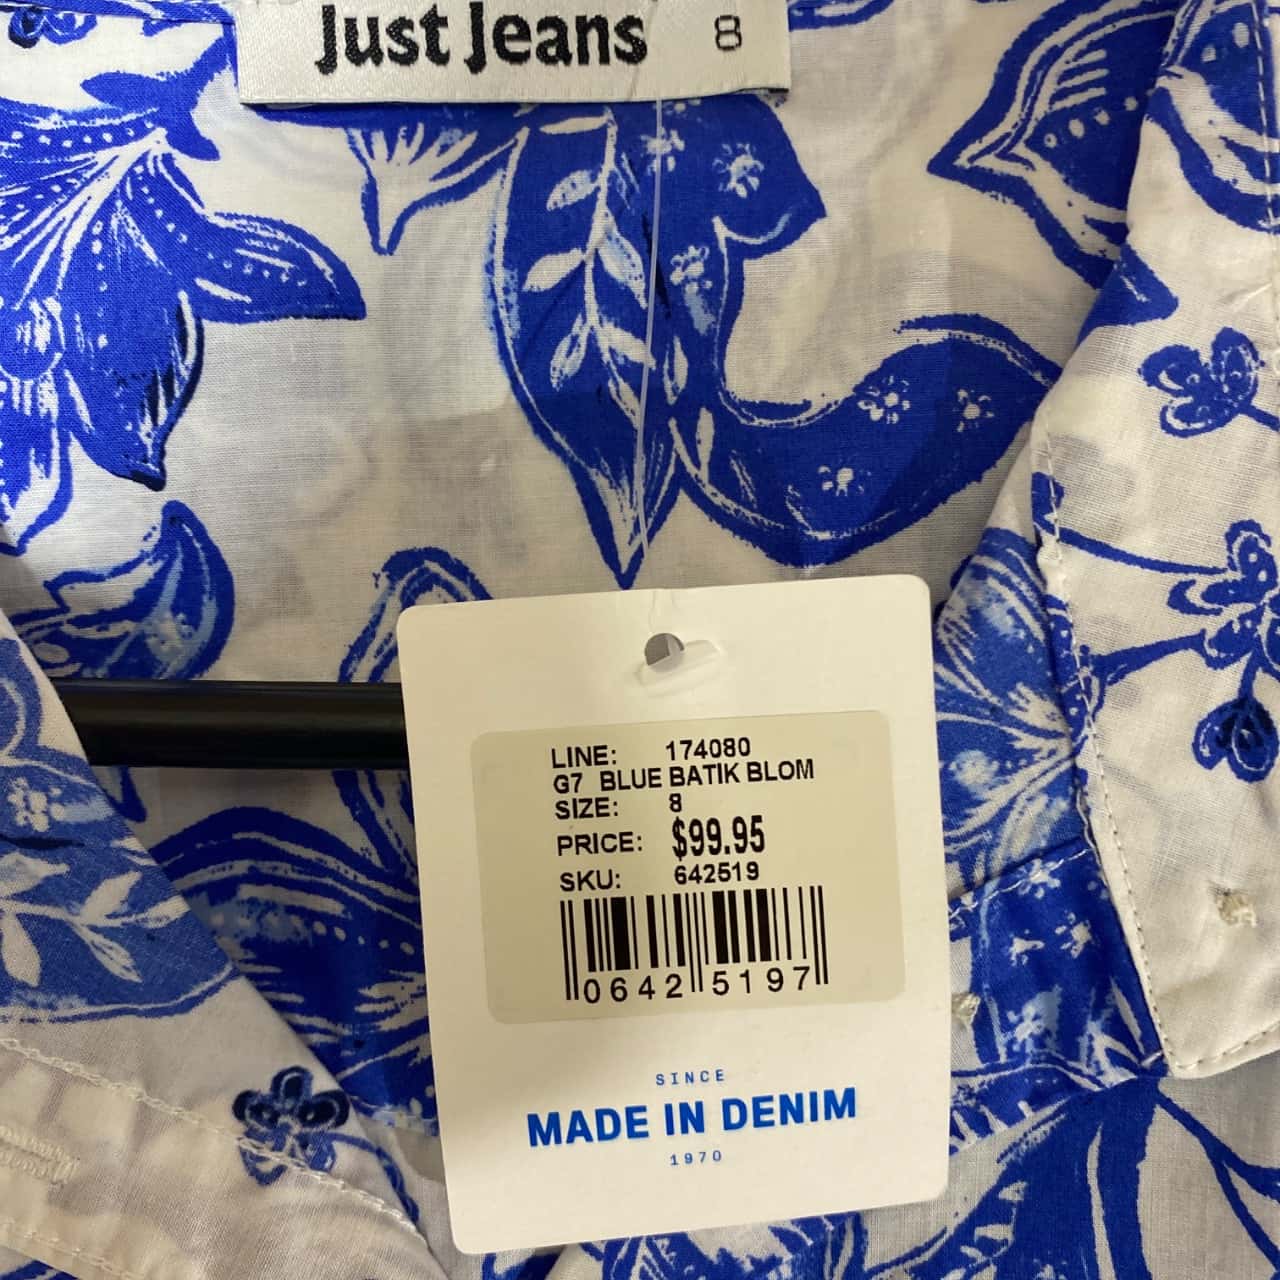 Just Jeans 8
LINE: 174080
G7 BLUE BATIK BLOM
SIZE: 8
PRICE: $99.95
SKU: 642519
0642 5197
SINCE
MADE IN DENIM
1970